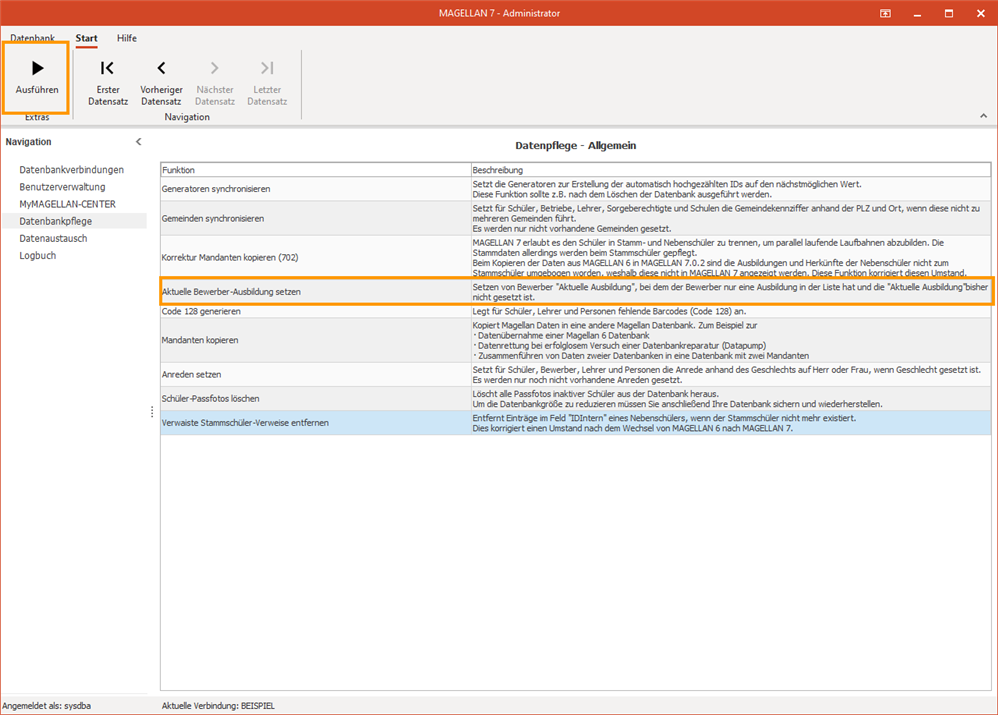 MAGELLAN 7 - Administrator
Datenbank Start Hilfe
Ausführen
Erster Datensatz
Vorheriger Datensatz
Nächster Datensatz
Letzter Datensatz
Extras
Navigation
Navigation
Datenbankverbindungen
Benutzerverwaltung
MyMAGELLAN-CENTER
Datenbankpflege
Datenaustausch
Logbuch
Datenpflege - Allgemein
Funktion Beschreibung
Generatoren synchronisieren
Setzt die Generatoren zur Erstellung der automatisch hochgezählten IDs auf den nächstmöglichen Wert.
Diese Funktion sollte z.B. nach dem Löschen der Datenbank ausgeführt werden.
Gemeinden synchronisieren
Setzt für Schüler, Betriebe, Lehrer, Sorgeberechtigte und Schulen die Gemeindekennziffer anhand der PLZ und Ort, wenn diese nicht zu
mehreren Gemeinden führt.
Es werden nur nicht vorhandene Gemeinden gesetzt.
Korrektur Mandanten kopieren (702)
MAGELLAN 7 erlaubt es den Schüler in Stamm- und Nebenschüler zu trennen, um parallel laufende Laufbahnen abzubilden. Die
Stammdaten allerdings werden beim Stammschüler gepflegt.
Beim Kopieren der Daten aus MAGELLAN 6 in MAGELLAN 7.0.2 sind die Ausbildungen und Herkünfte der Nebenschüler nicht zum
Stammschüler umgebogen worden, weshalb diese nicht in MAGELLAN 7 angezeigt werden. Diese Funktion korrigiert diesen Umstand.
Aktuelle Bewerber-Ausbildung setzen
Setzen von Bewerber "Aktuelle Ausbildung", bei dem der Bewerber nur eine Ausbildung in der Liste hat und die "Aktuelle Ausbildung"bisher
nicht gesetzt ist.
Code 128 generieren
Legt für Schüler, Lehrer und Personen fehlende Barcodes (Code 128) an.
Mandanten kopieren
Kopiert Magellan Daten in eine andere Magellan Datenbank. Zum Beispiel zur
· Datenübernahme einer Magellan 6 Datenbank
· Datenrettung bei erfolglosem Versuch einer Datenbankreparatur (Datapump)
· Zusammenführen von Daten zweier Datenbanken in eine Datenbank mit zwei Mandanten
Anreden setzen
Setzt für Schüler, Bewerber, Lehrer und Personen die Anrede anhand des Geschlechts auf Herr oder Frau, wenn Geschlecht gesetzt ist.
Es werden nur noch nicht vorhandene Anreden gesetzt.
Schüler-Passfotos löschen
Löscht alle Passfotos inaktiver Schüler aus der Datenbank heraus.
Um die Datenbankgröße zu reduzieren müssen Sie anschließend Ihre Datenbank sichern und wiederherstellen.
Verwaiste Stammschüler-Verweise entfernen
Entfernt Einträge im Feld "IDIntern" eines Nebenschülers, wenn der Stammschüler nicht mehr existiert.
Dies korrigiert einen Umstand nach dem Wechsel von MAGELLAN 6 nach MAGELLAN 7.
Angemeldet als: sysdba Aktuelle Verbindung: BEISPIEL